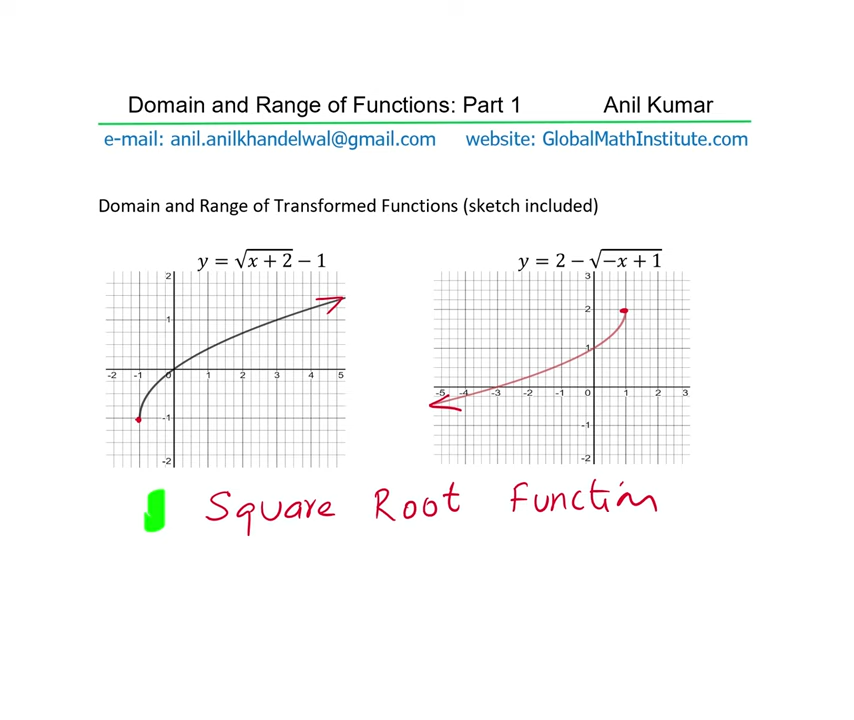 Domain and Range of Functions: Part 1 Anil Kumar
e-mail: anil.anilkhandelwal@gmail.com website: GlobalMathInstitute.com
Domain and Range of Transformed Functions (sketch included)
y = √(x + 2) − 1 y = 2 − √(−x + 1)
2
1
-2 -1 0 1 2 3 4 5
-1
-2
3
2
1
-5 -4 -3 -2 -1 0 1 2 3
-1
-2
Square Root Function